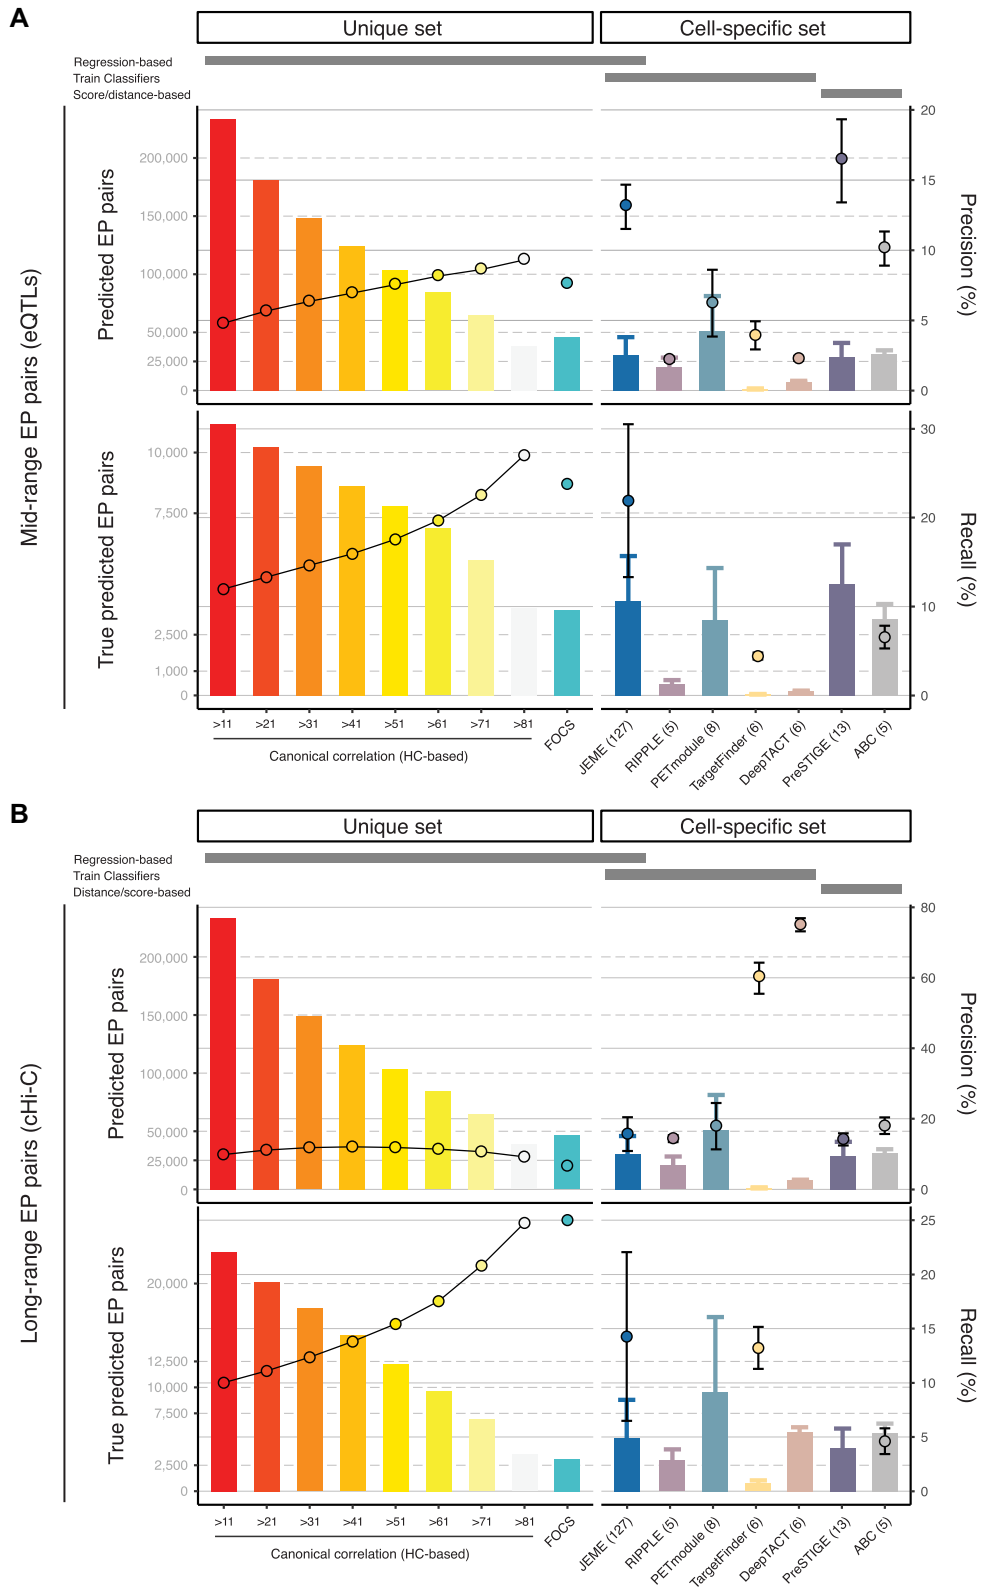 A
Unique set
Cell-specific set
Regression-based
Train Classifiers
Score/distance-based
Mid-range EP pairs (eQTLs)
Predicted EP pairs
200,000
150,000
100,000
50,000
25,000
0
20
15
10
5
0
Precision (%)
True predicted EP pairs
10,000
7,500
2,500
1,000
0
30
20
10
0
Recall (%)
>11
>21
>31
>41
>51
>61
>71
>81
FOCS
JEME (127)
RIPPLE (5)
PETmodule (8)
TargetFinder (6)
DeepTACT (6)
PreSTIGE (13)
ABC (5)
Canonical correlation (HC-based)
B
Unique set
Cell-specific set
Regression-based
Train Classifiers
Distance/score-based
Long-range EP pairs (cHi-C)
Predicted EP pairs
200,000
150,000
100,000
50,000
25,000
0
80
60
40
20
0
Precision (%)
True predicted EP pairs
20,000
12,500
10,000
7,500
2,500
0
25
20
15
10
5
0
Recall (%)
>11
>21
>31
>41
>51
>61
>71
>81
FOCS
JEME (127)
RIPPLE (5)
PETmodule (8)
TargetFinder (6)
DeepTACT (6)
PreSTIGE (13)
ABC (5)
Canonical correlation (HC-based)